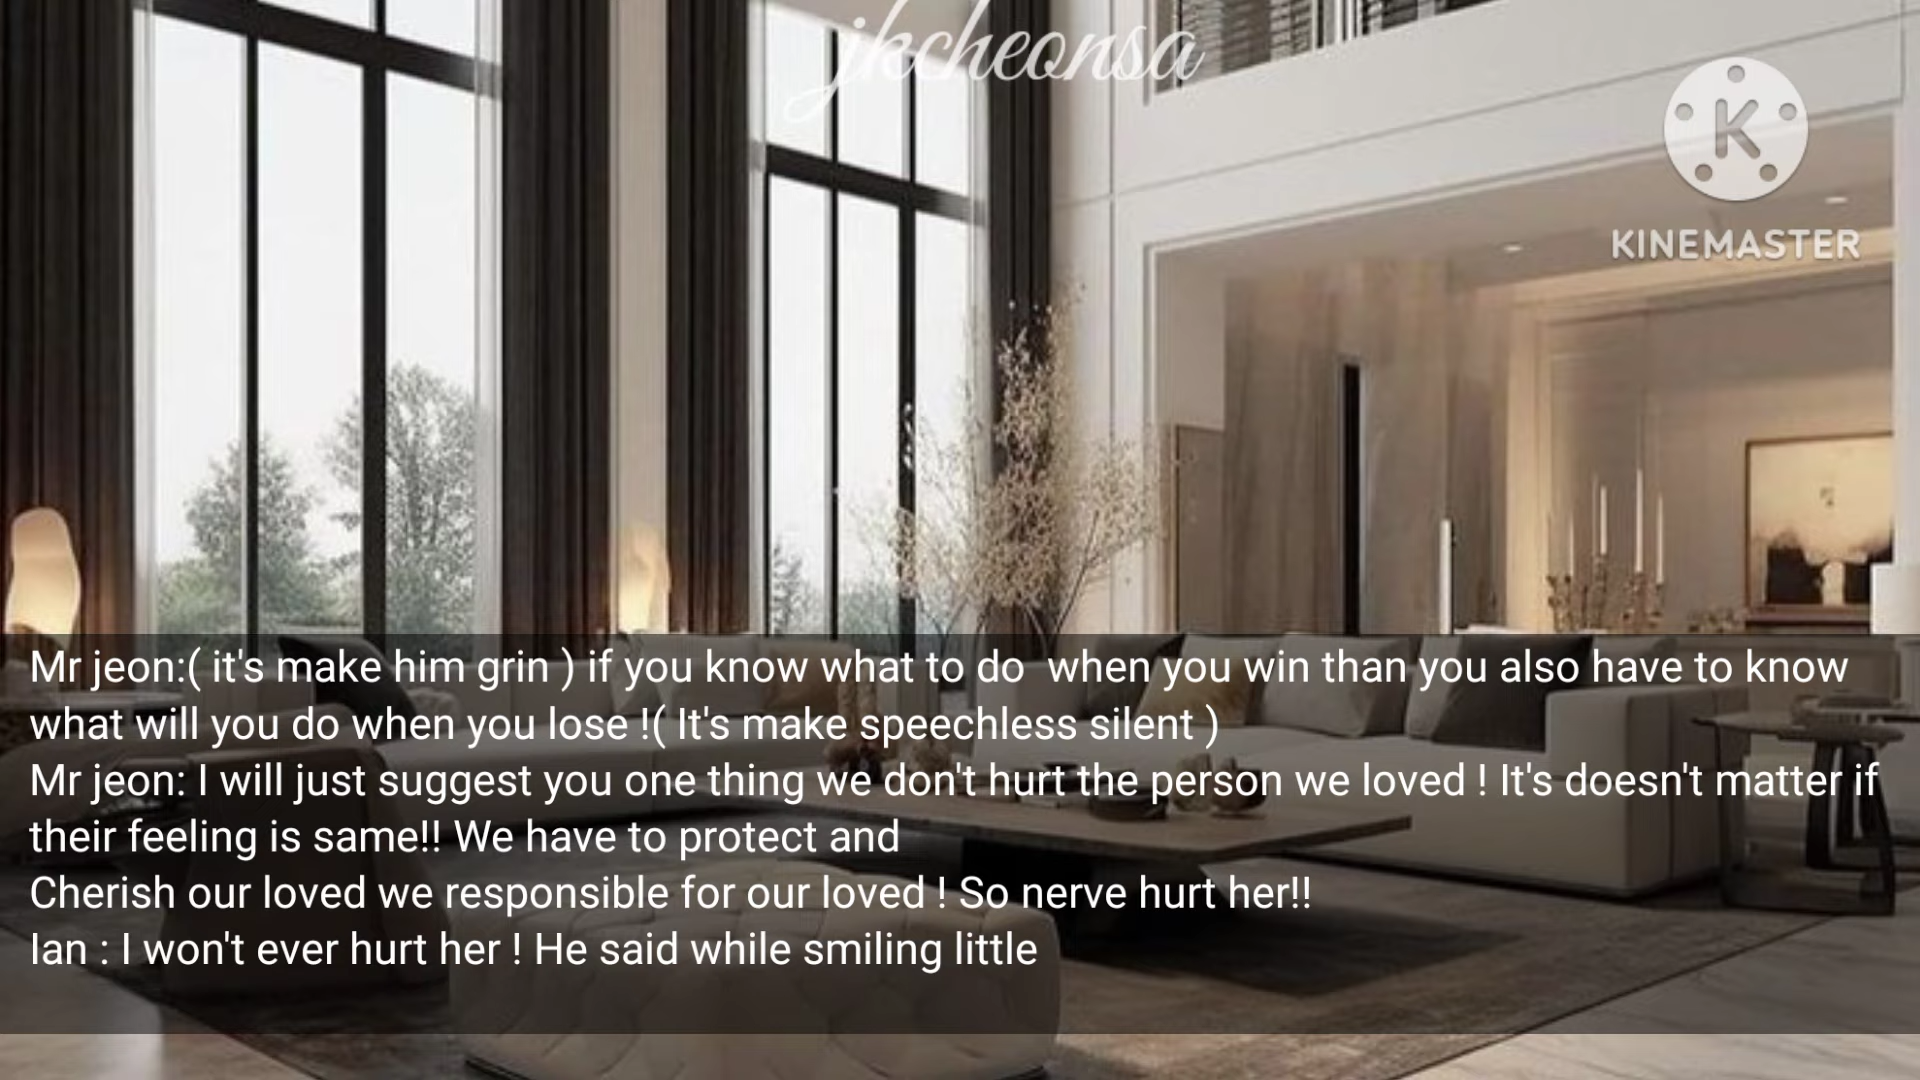 jkcheonsa
K
KINEMASTER
Mr jeon:( it's make him grin ) if you know what to do  when you win than you also have to know
what will you do when you lose !( It's make speechless silent )
Mr jeon: I will just suggest you one thing we don't hurt the person we loved ! It's doesn't matter if
their feeling is same!! We have to protect and
Cherish our loved we responsible for our loved ! So nerve hurt her!!
Ian : I won't ever hurt her ! He said while smiling little